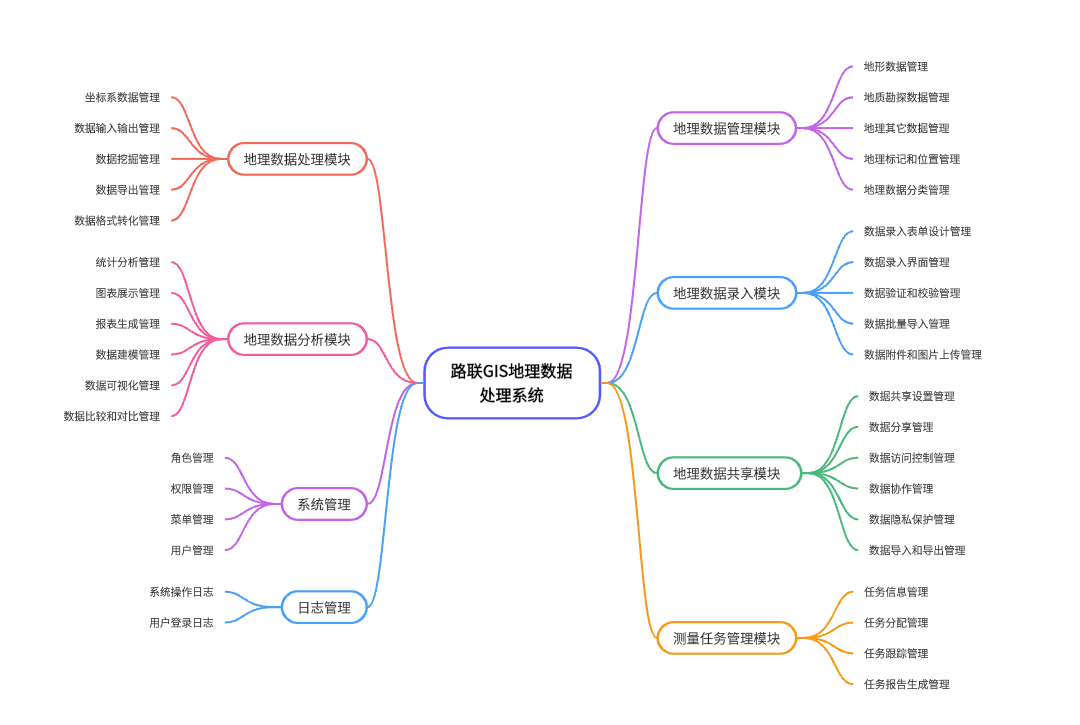 路联GIS地理数据
处理系统
地理数据管理模块
地形数据管理
地质勘探数据管理
地理其它数据管理
地理标记和位置管理
地理数据分类管理
地理数据录入模块
数据录入表单设计管理
数据录入界面管理
数据验证和校验管理
数据批量导入管理
数据附件和图片上传管理
地理数据共享模块
数据共享设置管理
数据分享管理
数据访问控制管理
数据协作管理
数据隐私保护管理
数据导入和导出管理
测量任务管理模块
任务信息管理
任务分配管理
任务跟踪管理
任务报告生成管理
地理数据处理模块
坐标系数据管理
数据输入输出管理
数据挖掘管理
数据导出管理
数据格式转化管理
地理数据分析模块
统计分析管理
图表展示管理
报表生成管理
数据建模管理
数据可视化管理
数据比较和对比管理
系统管理
角色管理
权限管理
菜单管理
用户管理
日志管理
系统操作日志
用户登录日志